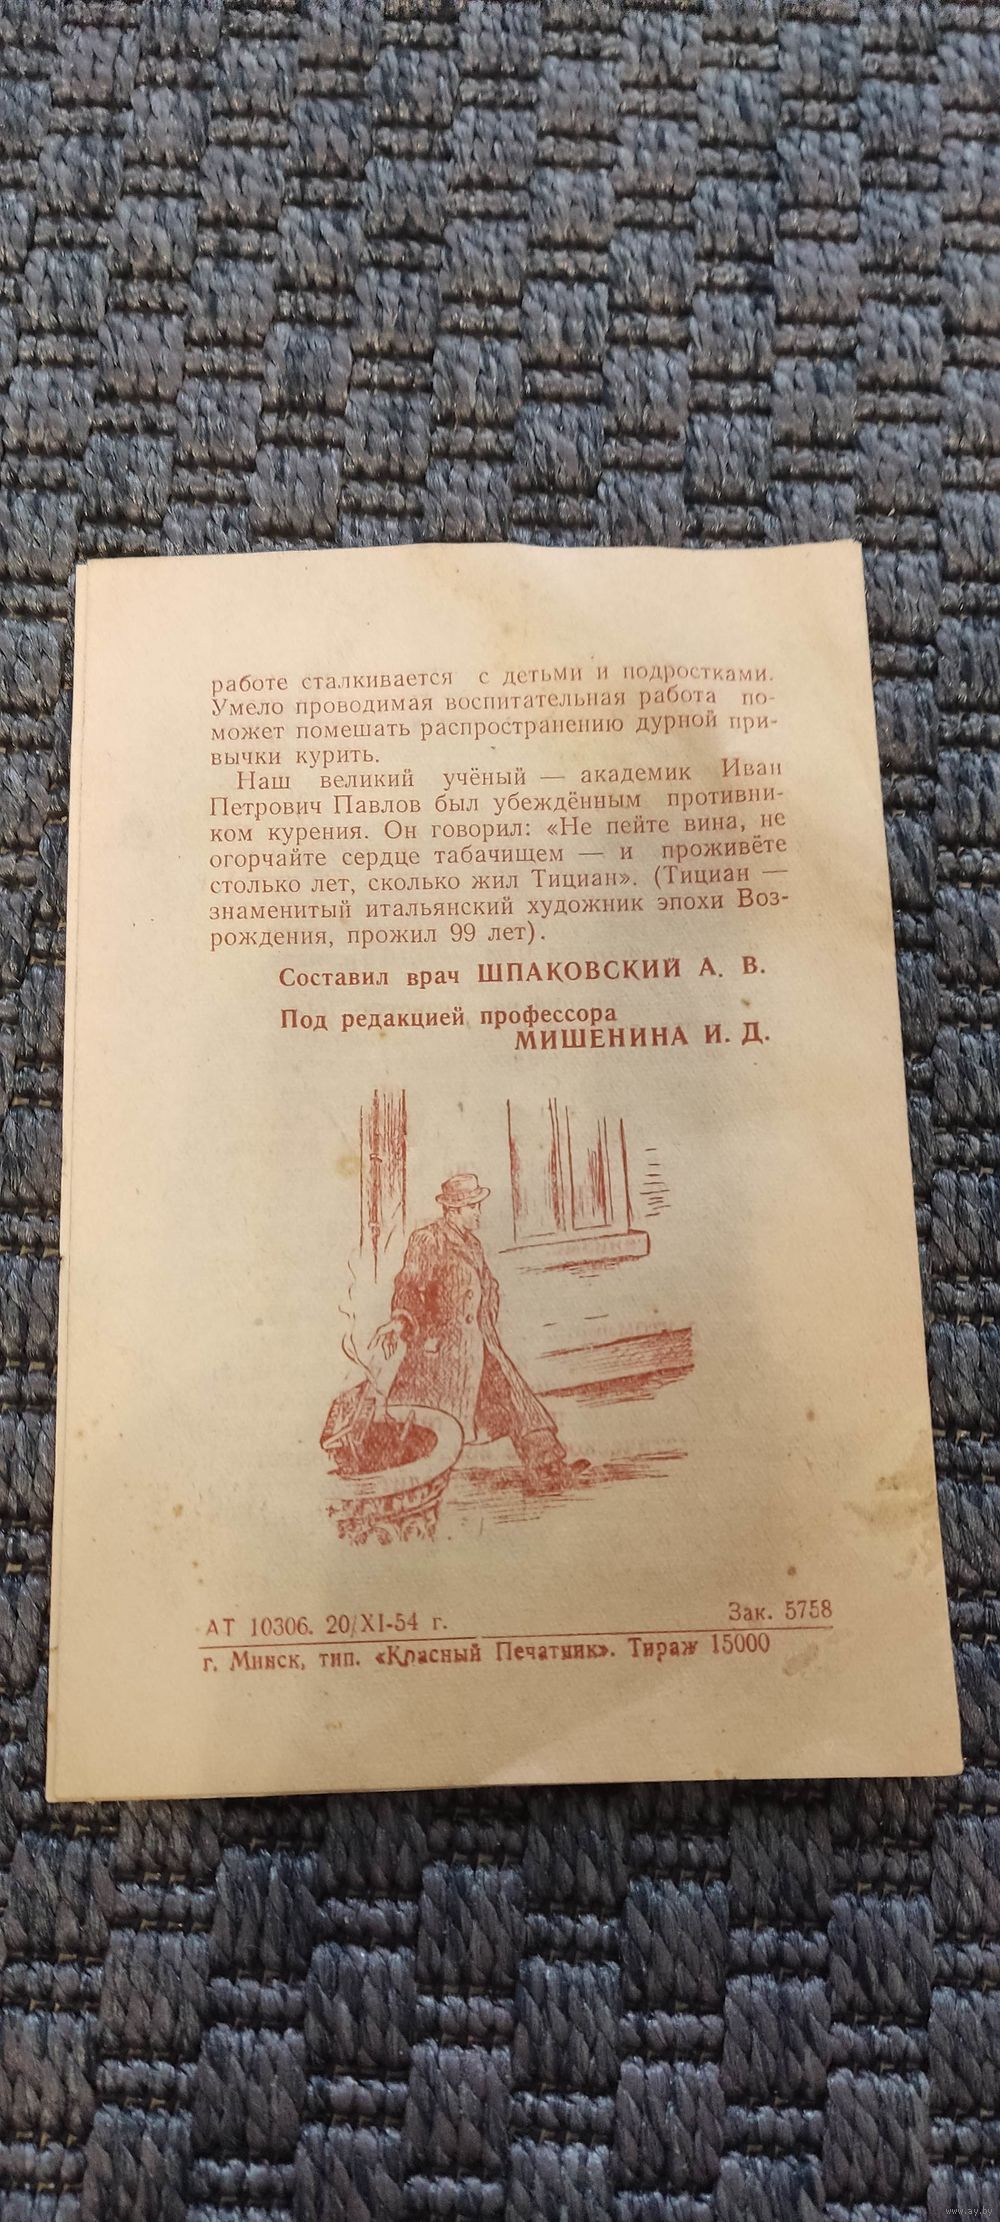 работе сталкивается с детьми и подростками.
Умело проводимая воспитательная работа по-
может помешать распространению дурной при-
вычки курить.
Наш великий учёный — академик Иван
Петрович Павлов был убеждённым противни-
ком курения. Он говорил: «Не пейте вина, не
огорчайте сердце табачищем — и проживёте
столько лет, сколько жил Тициан». (Тициан —
знаменитый итальянский художник эпохи Воз-
рождения, прожил 99 лет).
Составил врач ШПАКОВСКИЙ А. В.
Под редакцией профессора
МИШЕНИНА И. Д.
АТ 10306. 20/XI-54 г. Зак. 5758
г. Минск, тип. «Красный Печатник». Тираж 15000
www.ay.by